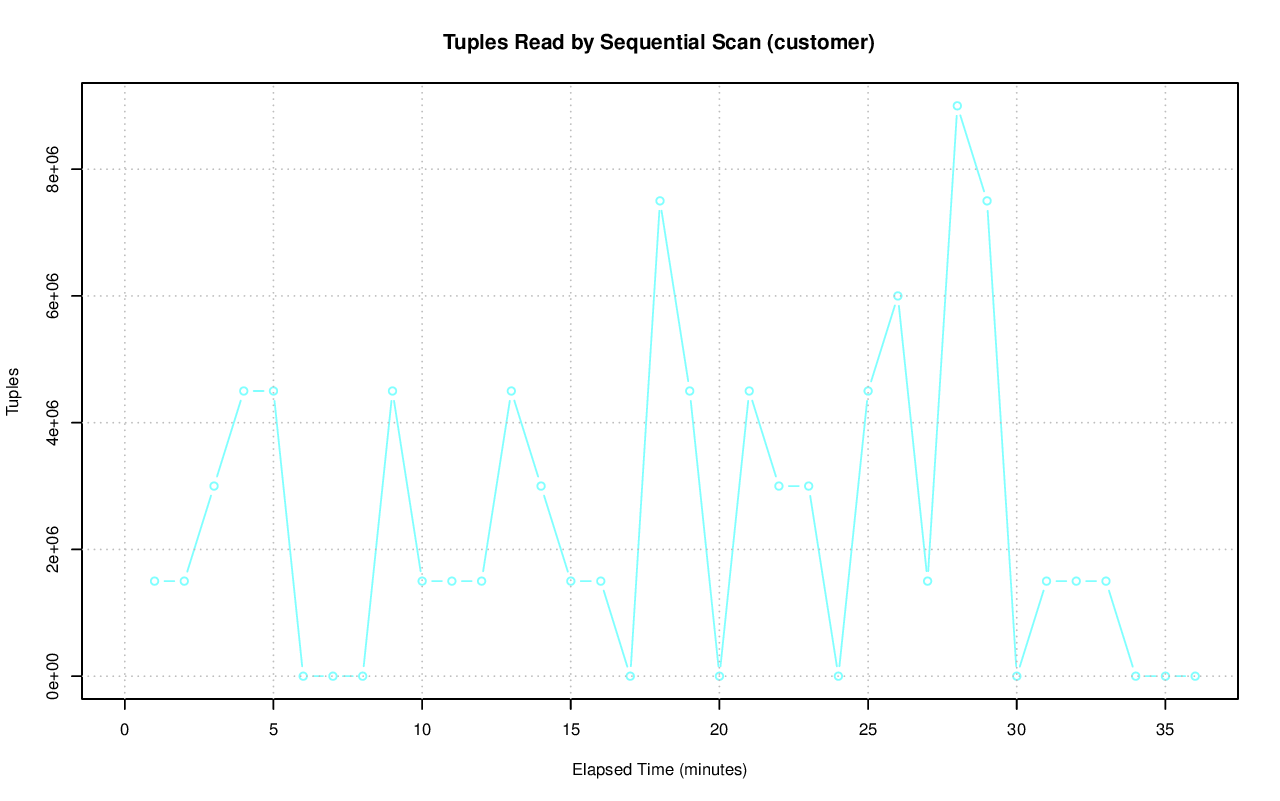 Tuples Read by Sequential Scan (customer)
Tuples
8e+06
6e+06
4e+06
2e+06
0e+00
0 5 10 15 20 25 30 35
Elapsed Time (minutes)